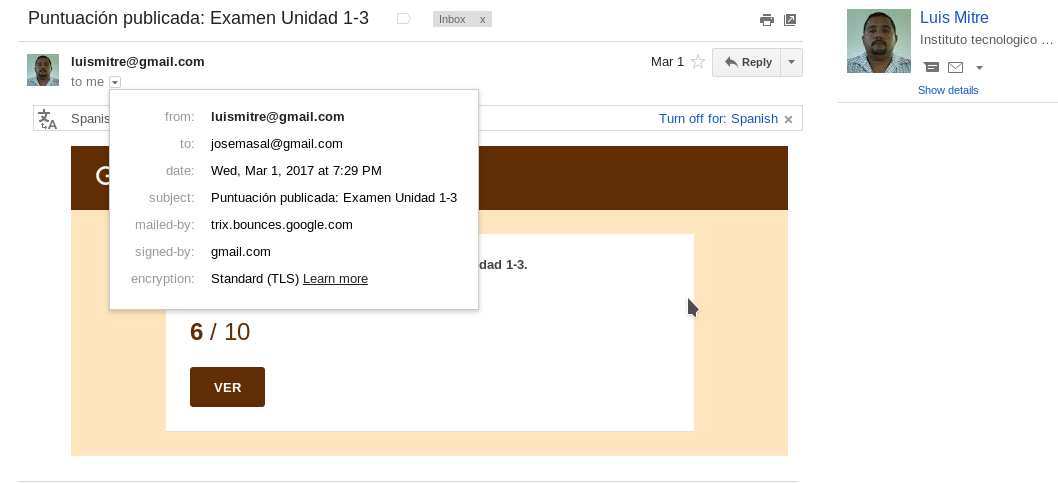 Puntuación publicada: Examen Unidad 1-3
Inbox x
luismitre@gmail.com
Mar 1
Reply
to me
Turn off for: Spanish
from: luismitre@gmail.com
to: josemasal@gmail.com
date: Wed, Mar 1, 2017 at 7:29 PM
subject: Puntuación publicada: Examen Unidad 1-3
mailed-by: trix.bounces.google.com
signed-by: gmail.com
encryption: Standard (TLS) Learn more
1-3.
6 / 10
VER
Luis Mitre
Instituto tecnologico ...
Show details